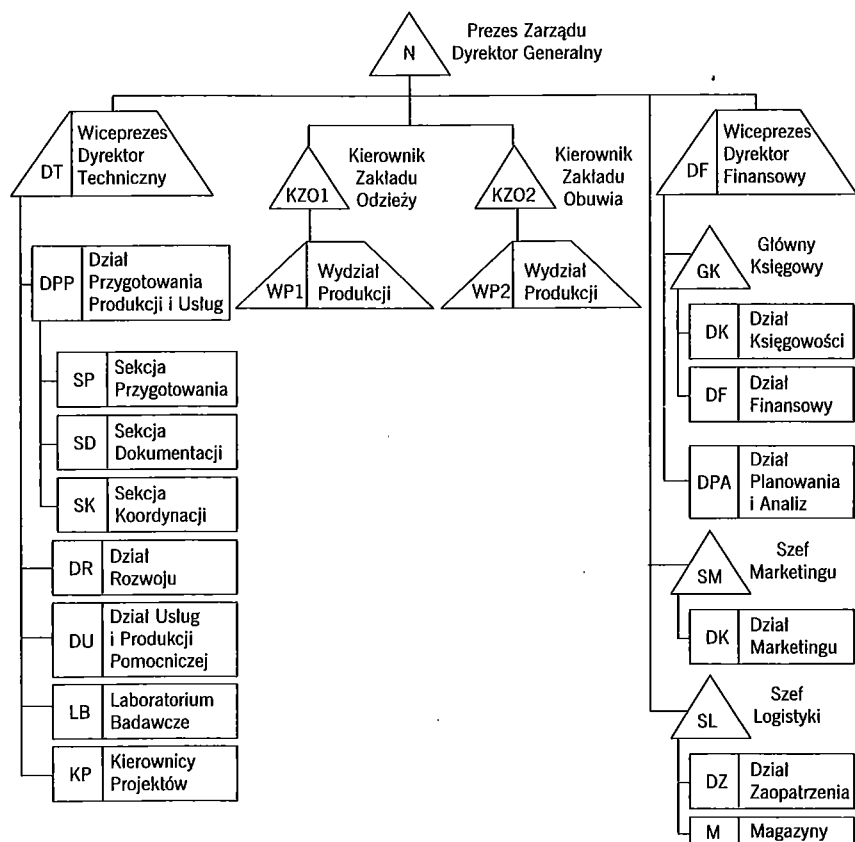 N
Prezes Zarządu
Dyrektor Generalny
DT
Wiceprezes
Dyrektor
Techniczny
KZO1
Kierownik
Zakładu
Odzieży
KZO2
Kierownik
Zakładu
Obuwia
DF
Wiceprezes
Dyrektor
Finansowy
DPP
Dział
Przygotowania
Produkcji i Usług
WP1
Wydział
Produkcji
WP2
Wydział
Produkcji
GK
Główny
Księgowy
DK
Dział
Księgowości
SP
Sekcja
Przygotowania
DF
Dział
Finansowy
SD
Sekcja
Dokumentacji
DPA
Dział
Planowania
i Analiz
SK
Sekcja
Koordynacji
DR
Dział
Rozwoju
SM
Szef
Marketingu
DU
Dział Usług
i Produkcji
Pomocniczej
DK
Dział
Marketingu
LB
Laboratorium
Badawcze
SL
Szef
Logistyki
KP
Kierownicy
Projektów
DZ
Dział
Zaopatrzenia
M
Magazyny